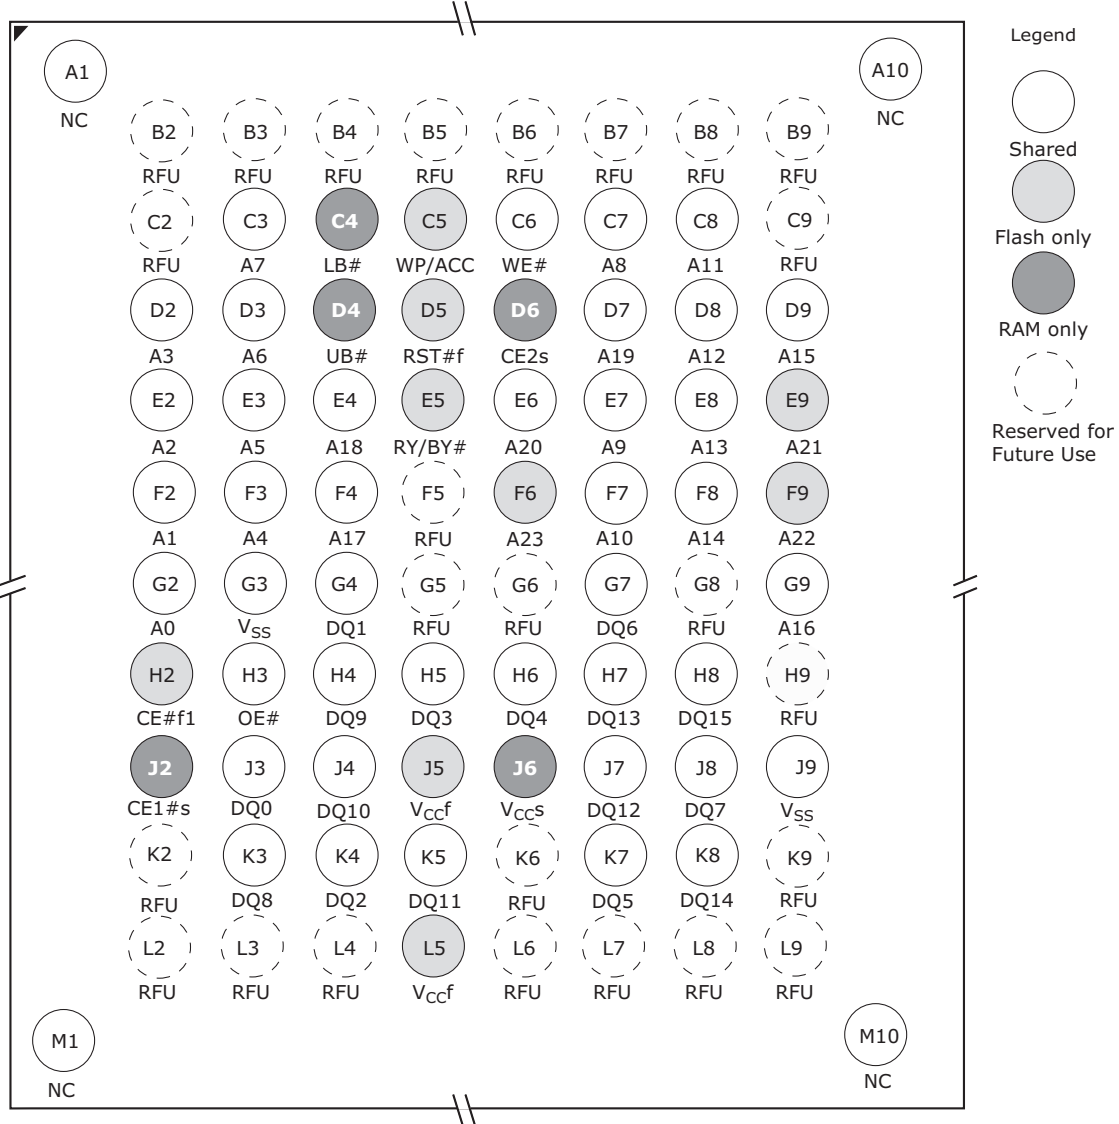 Legend
A1 A10
NC NC
B2 B3 B4 B5 B6 B7 B8 B9
Shared
RFU RFU RFU RFU RFU RFU RFU RFU
C2 C3 C4 C5 C6 C7 C8 C9
Flash only
RFU A7 LB# WP/ACC WE# A8 A11 RFU
D2 D3 D4 D5 D6 D7 D8 D9
RAM only
A3 A6 UB# RST#f CE2s A19 A12 A15
E2 E3 E4 E5 E6 E7 E8 E9
Reserved for
Future Use
A2 A5 A18 RY/BY# A20 A9 A13 A21
F2 F3 F4 F5 F6 F7 F8 F9
A1 A4 A17 RFU A23 A10 A14 A22
G2 G3 G4 G5 G6 G7 G8 G9
A0 VSS DQ1 RFU RFU DQ6 RFU A16
H2 H3 H4 H5 H6 H7 H8 H9
CE#f1 OE# DQ9 DQ3 DQ4 DQ13 DQ15 RFU
J2 J3 J4 J5 J6 J7 J8 J9
CE1#s DQ0 DQ10 VCCf VCCs DQ12 DQ7 VSS
K2 K3 K4 K5 K6 K7 K8 K9
RFU DQ8 DQ2 DQ11 RFU DQ5 DQ14 RFU
L2 L3 L4 L5 L6 L7 L8 L9
RFU RFU RFU VCCf RFU RFU RFU RFU
M1 M10
NC NC